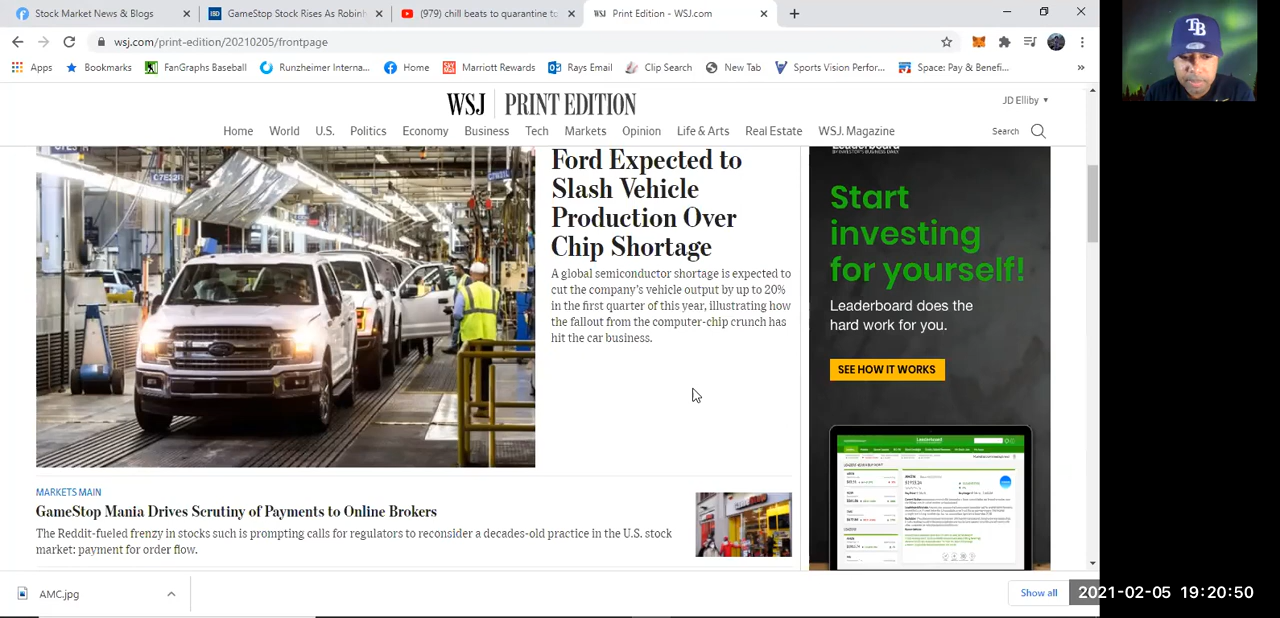 Stock Market News & Blogs
GameStop Stock Rises As Robinh
(979) chill beats to quarantine to
WSJ
Print Edition - WSJ.com
wsj.com/print-edition/20210205/frontpage
Apps
Bookmarks
FanGraphs Baseball
Runzheimer Interna...
Home
Marriott Rewards
Rays Email
Clip Search
New Tab
Sports Vision Perfor...
Space: Pay & Benefi...
WSJ
PRINT EDITION
JD Elliby
Home
World
U.S.
Politics
Economy
Business
Tech
Markets
Opinion
Life & Arts
Real Estate
WSJ. Magazine
Search
Ford Expected to
Slash Vehicle
Production Over
Chip Shortage
A global semiconductor shortage is expected to
cut the company's vehicle output by up to 20%
in the first quarter of this year, illustrating how
the fallout from the computer-chip crunch has
hit the car business.
Leaderboard
BY INVESTOR'S BUSINESS DAILY
Start
investing
for yourself!
Leaderboard does the
hard work for you.
SEE HOW IT WORKS
Leaderboard
MARKETS MAIN
GameStop Mania Drives Scrutiny of Payments to Online Brokers
The Reddit-fueled frenzy in stocks such as GameStop is prompting calls for regulators to reconsider a decades-old practice in the U.S. stock
market: payment for order flow.
AMC.jpg
Show all
2021-02-05 19:20:50
TB